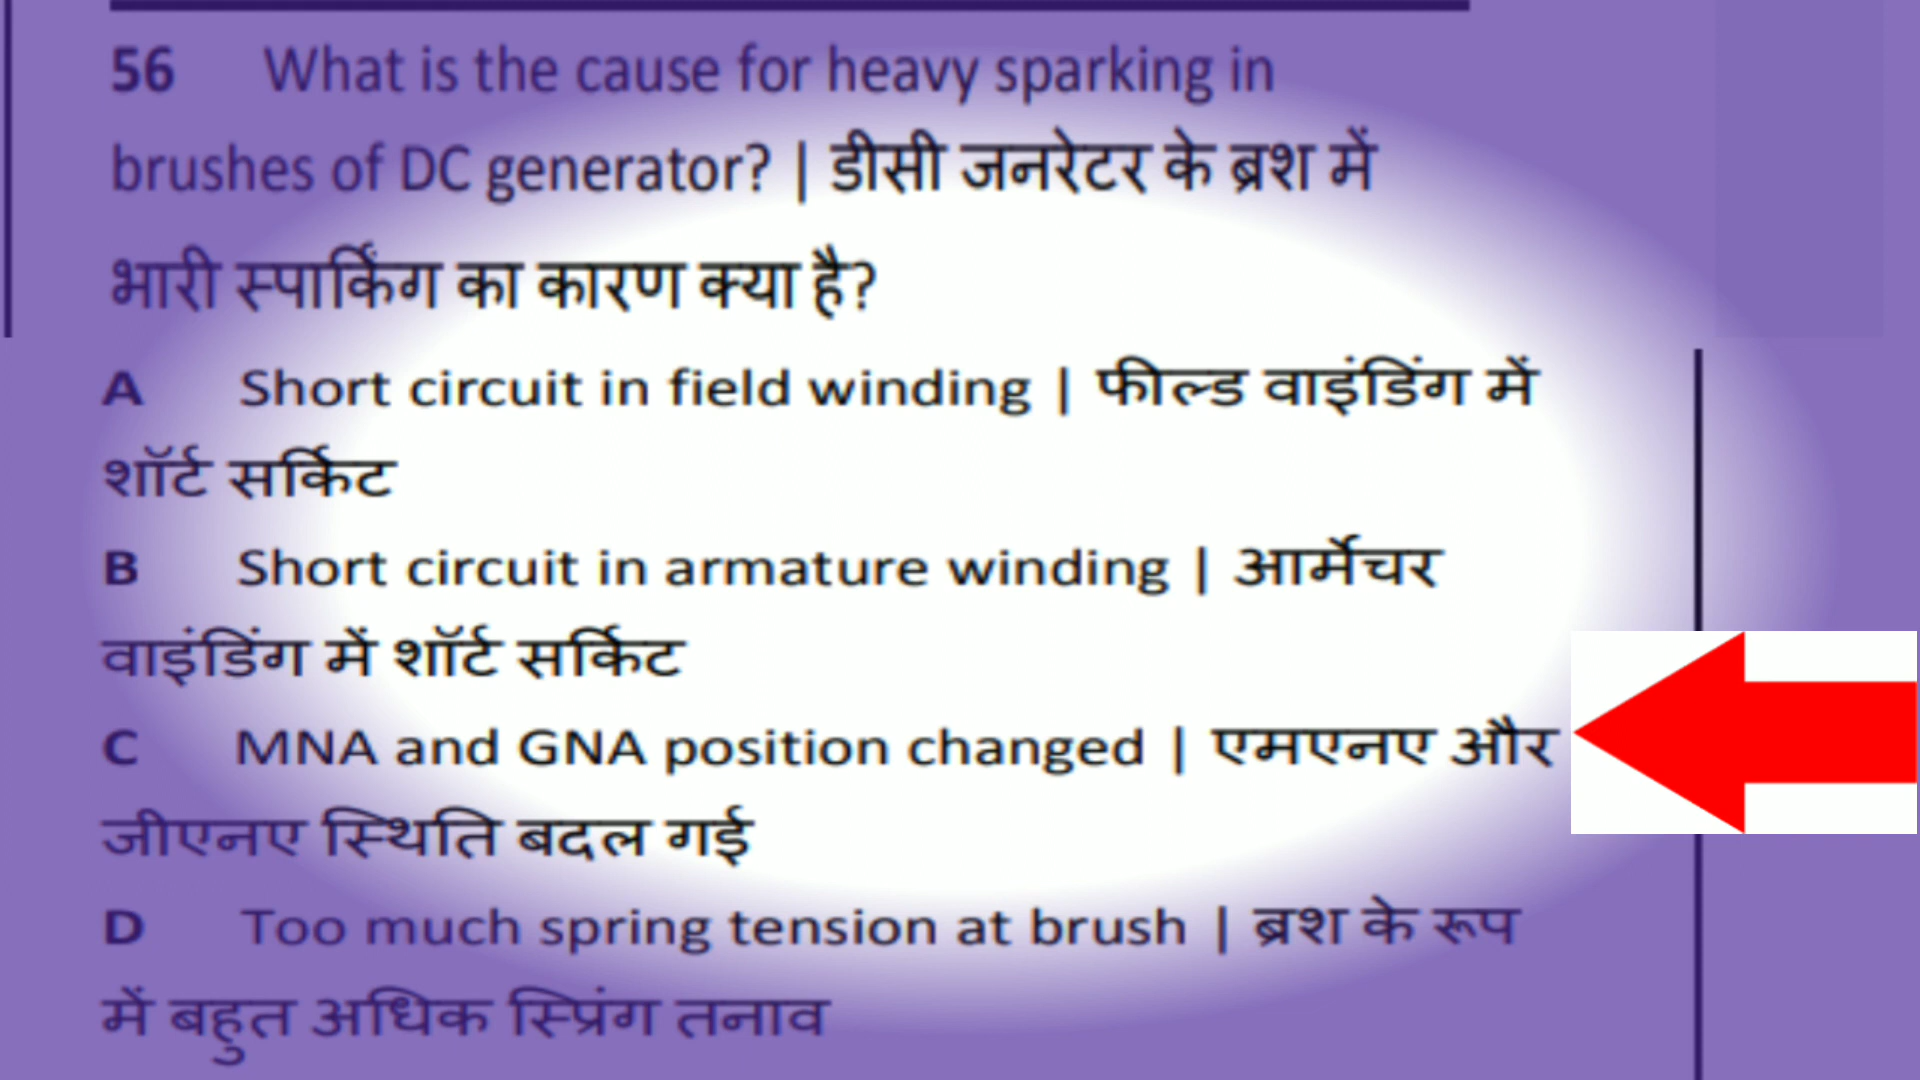 56 What is the cause for heavy sparking in
brushes of DC generator? | डीसी जनरेटर के ब्रश में
भारी स्पार्किंग का कारण क्या है?
A Short circuit in field winding | फील्ड वाइंडिंग में
शॉर्ट सर्किट
B Short circuit in armature winding | आर्मेचर
वाइंडिंग में शॉर्ट सर्किट
C MNA and GNA position changed | एमएनए और
जीएनए स्थिति बदल गई
D Too much spring tension at brush | ब्रश के रूप
में बहुत अधिक स्प्रिंग तनाव